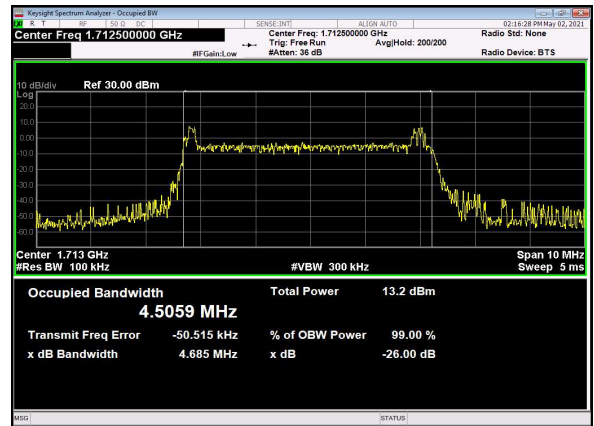 Keysight Spectrum Analyzer - Occupied BW
R T RF 50 Ω DC SENSE:INT ALIGN AUTO 02:16:28 PM May 02, 2021
Center Freq 1.712500000 GHz Center Freq: 1.712500000 GHz Radio Std: None
Trig: Free Run Avg|Hold: 200/200
#IFGain:Low #Atten: 36 dB Radio Device: BTS
10 dB/div Ref 30.00 dBm
Log
20.0
10.0
0.00
-10.0
-20.0
-30.0
-40.0
-50.0
-60.0
Center 1.713 GHz Span 10 MHz
#Res BW 100 kHz #VBW 300 kHz Sweep 5 ms
Occupied Bandwidth Total Power 13.2 dBm
4.5059 MHz
Transmit Freq Error -50.515 kHz % of OBW Power 99.00 %
x dB Bandwidth 4.685 MHz x dB -26.00 dB
MSG STATUS